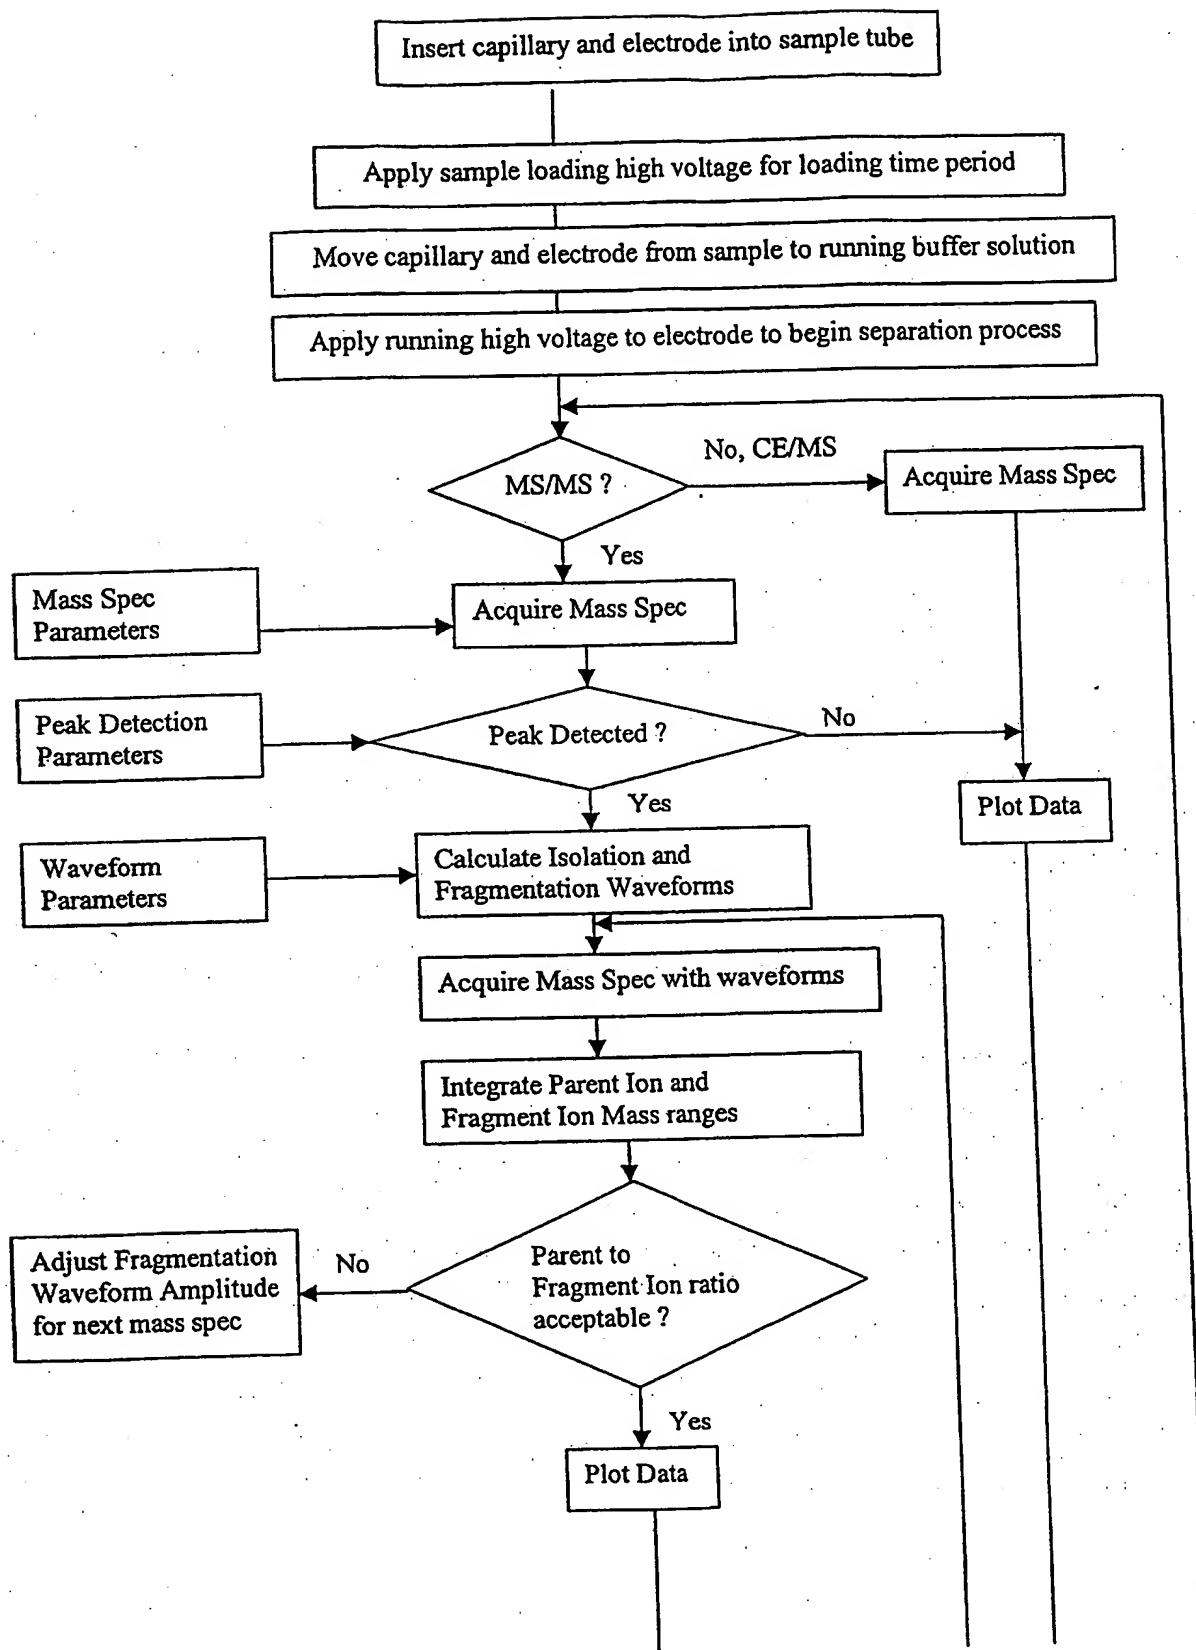 Insert capillary and electrode into sample tube
Apply sample loading high voltage for loading time period
Move capillary and electrode from sample to running buffer solution
Apply running high voltage to electrode to begin separation process
MS/MS ?
No, CE/MS
Acquire Mass Spec
Yes
Mass Spec
Parameters
Acquire Mass Spec
Peak Detection
Parameters
Peak Detected ?
No
Yes
Plot Data
Waveform
Parameters
Calculate Isolation and
Fragmentation Waveforms
Acquire Mass Spec with waveforms
Integrate Parent Ion and
Fragment Ion Mass ranges
Adjust Fragmentation
Waveform Amplitude
for next mass spec
No
Parent to
Fragment Ion ratio
acceptable ?
Yes
Plot Data